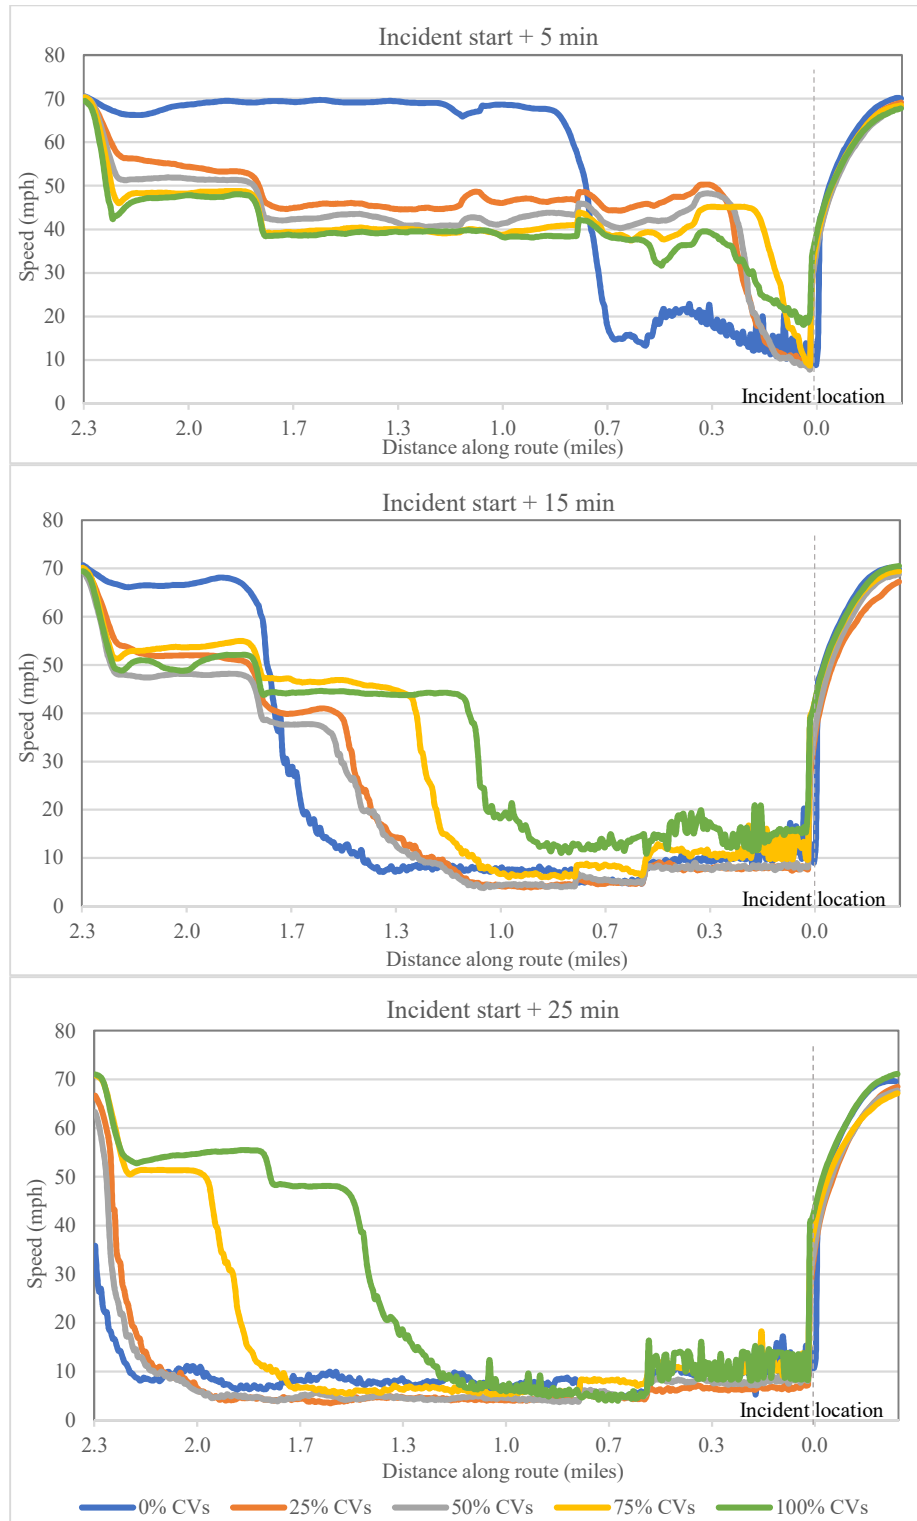 Incident start + 5 min
80
70
60
50
40
30
20
10
0
Speed (mph)
Incident location
2.3 2.0 1.7 1.3 1.0 0.7 0.3 0.0
Distance along route (miles)
Incident start + 15 min
80
70
60
50
40
30
20
10
0
Speed (mph)
Incident location
2.3 2.0 1.7 1.3 1.0 0.7 0.3 0.0
Distance along route (miles)
Incident start + 25 min
80
70
60
50
40
30
20
10
0
Speed (mph)
Incident location
2.3 2.0 1.7 1.3 1.0 0.7 0.3 0.0
Distance along route (miles)
0% CVs 25% CVs 50% CVs 75% CVs 100% CVs